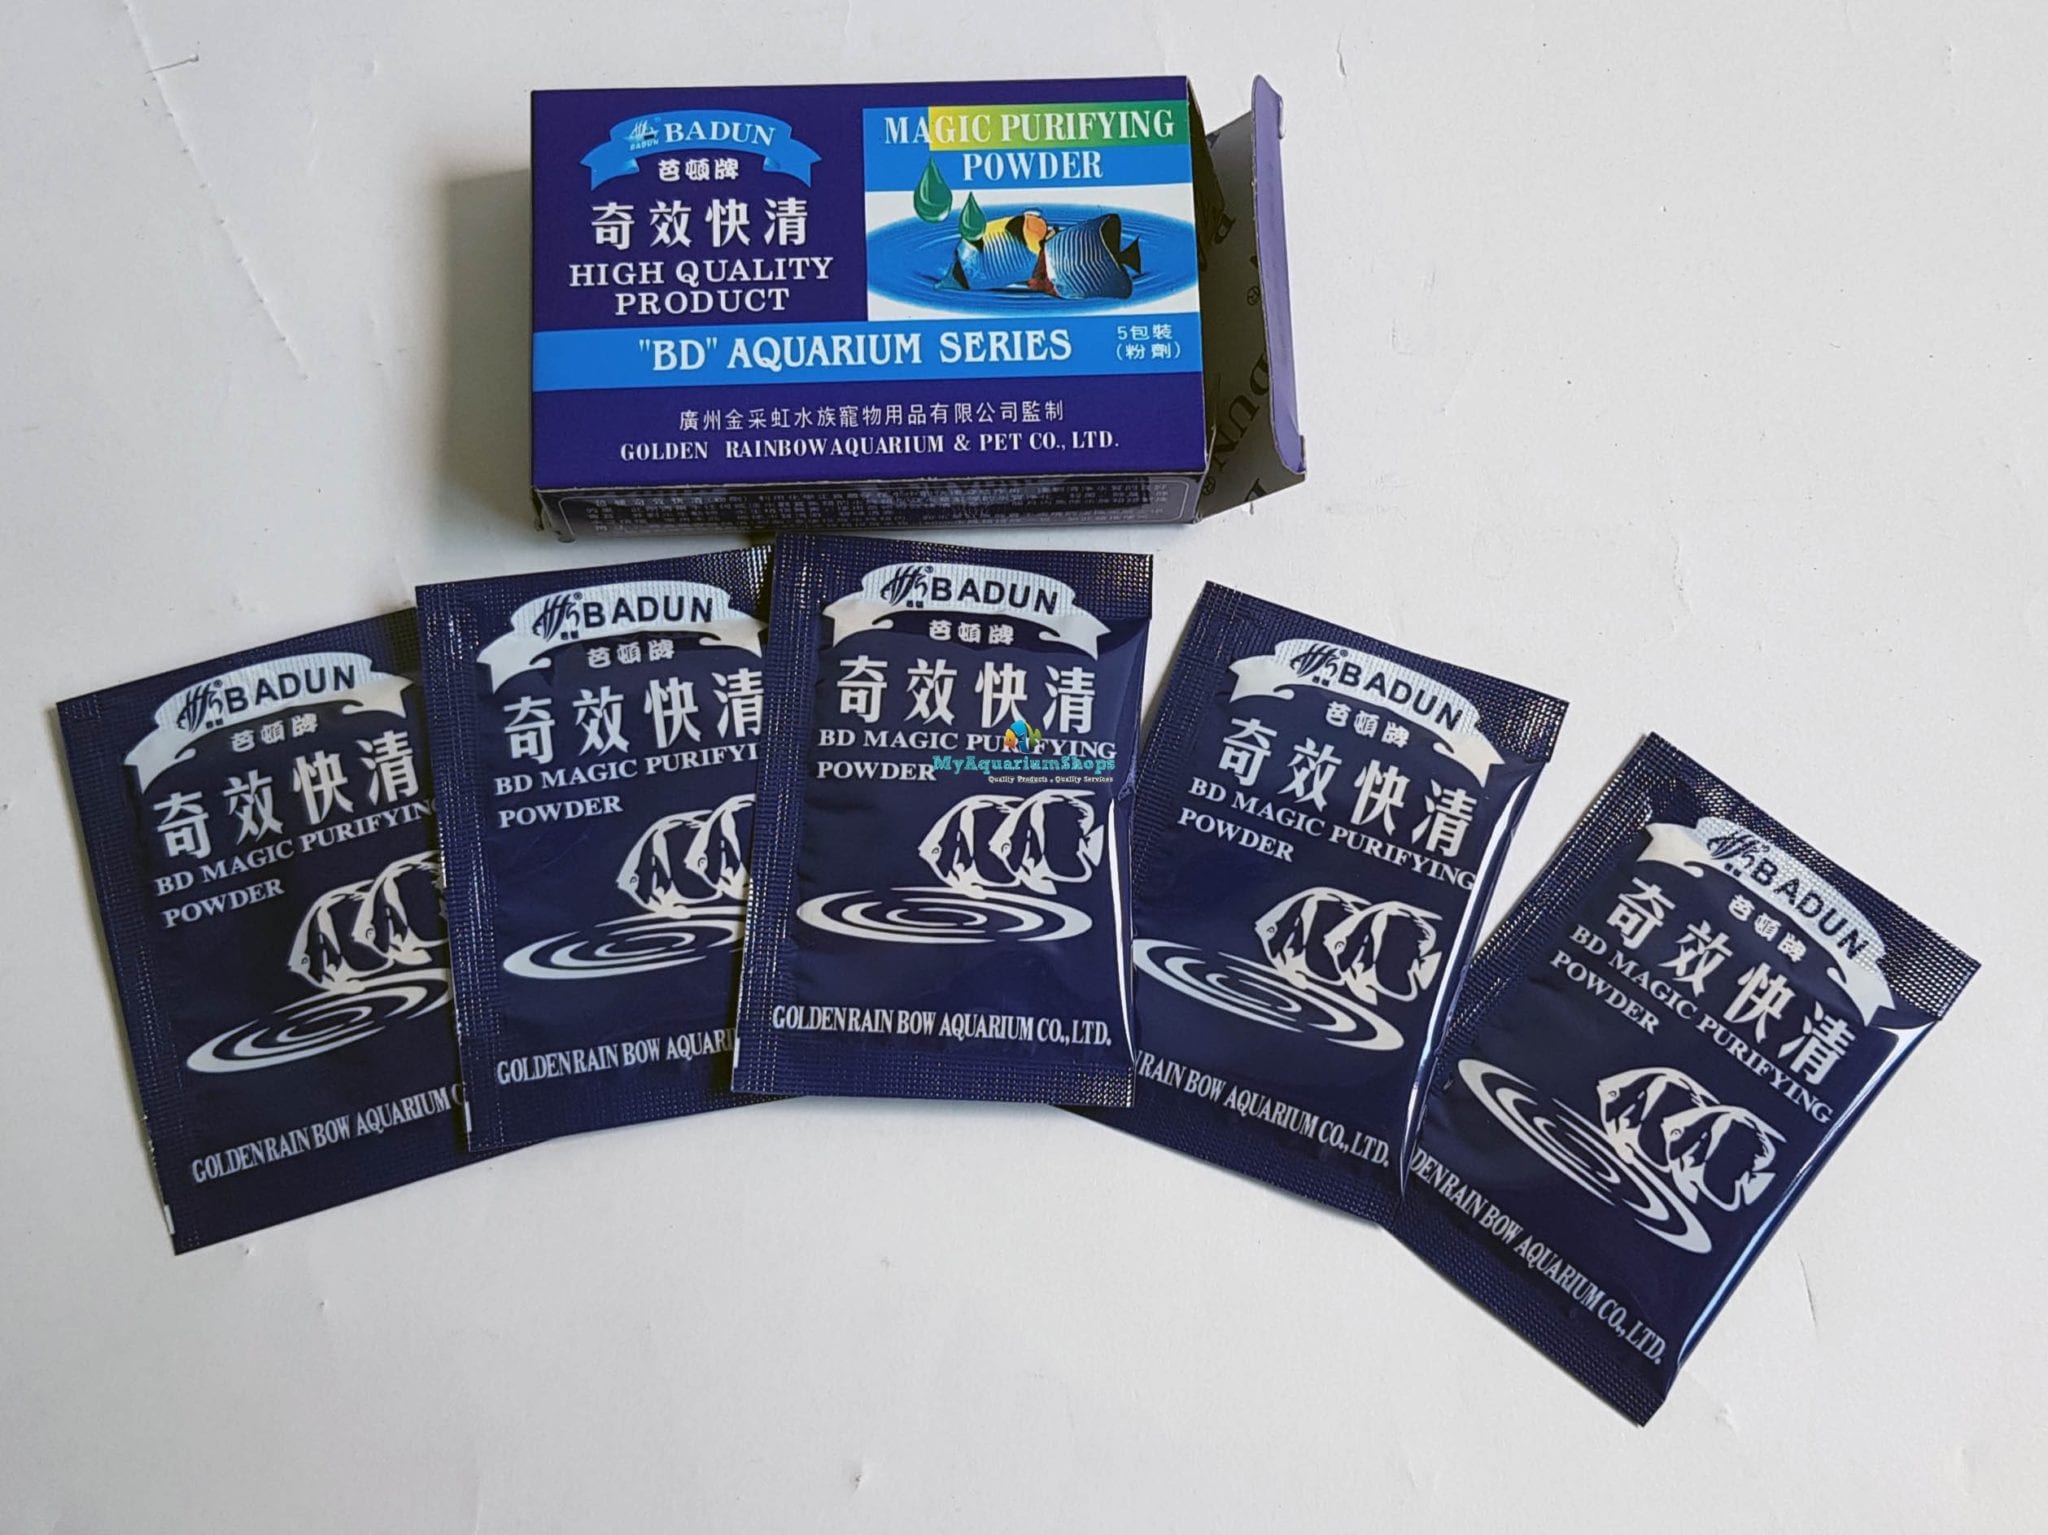 BADUN
芭頓牌
奇效快清
HIGH QUALITY
PRODUCT
MAGIC PURIFYING
POWDER
"BD" AQUARIUM SERIES
5包裝
(粉劑)
廣州金采虹水族寵物用品有限公司監制
GOLDEN RAINBOW AQUARIUM & PET CO., LTD.
BADUN
芭頓牌
奇效快清
BD MAGIC PURIFYING
POWDER
GOLDENRAIN BOW AQUARIUM C
BADUN
芭頓牌
奇效快清
BD MAGIC PURIFYI
POWDER
GOLDENRAIN BOW AQUARI
BADUN
芭頓牌
奇效快清
BD MAGIC PURIFYING
POWDER
MyAquariumShops
Quality Products , Quality Services
GOLDENRAIN BOW AQUARIUM CO., LTD.
BADUN
芭頓牌
奇效快清
BD MAGIC PURIFYING
POWDER
RAIN BOW AQUARIUM CO., LTD.
BADUN
芭頓牌
奇效快清
BD MAGIC PURIFYING
POWDER
DENRAIN BOW AQUARIUM CO., LTD.